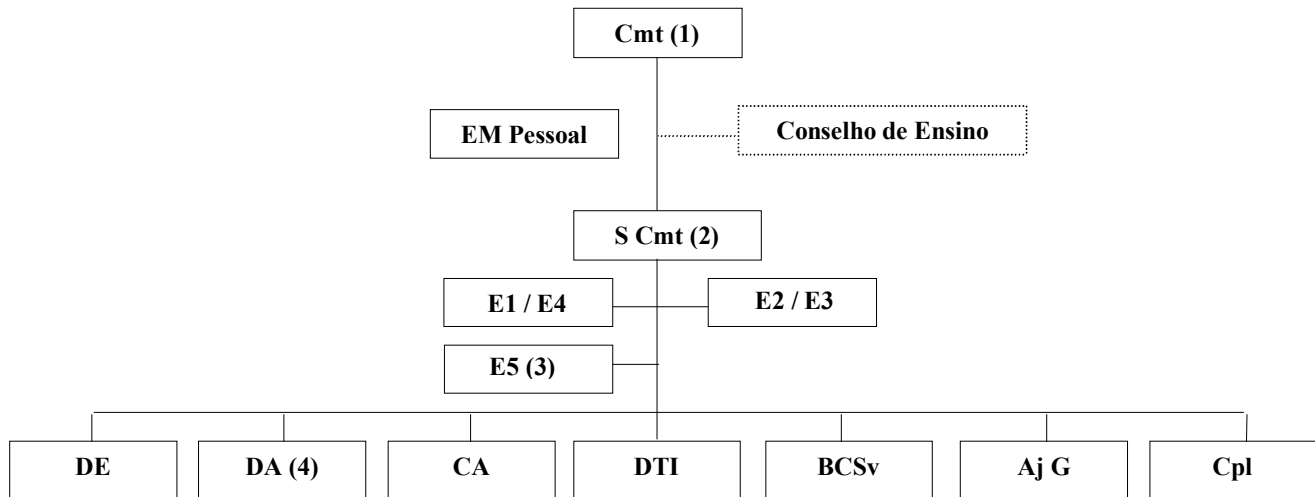 Cmt (1)
EM Pessoal
Conselho de Ensino
S Cmt (2)
E1 / E4
E2 / E3
E5 (3)
DE
DA (4)
CA
DTI
BCSv
Aj G
Cpl